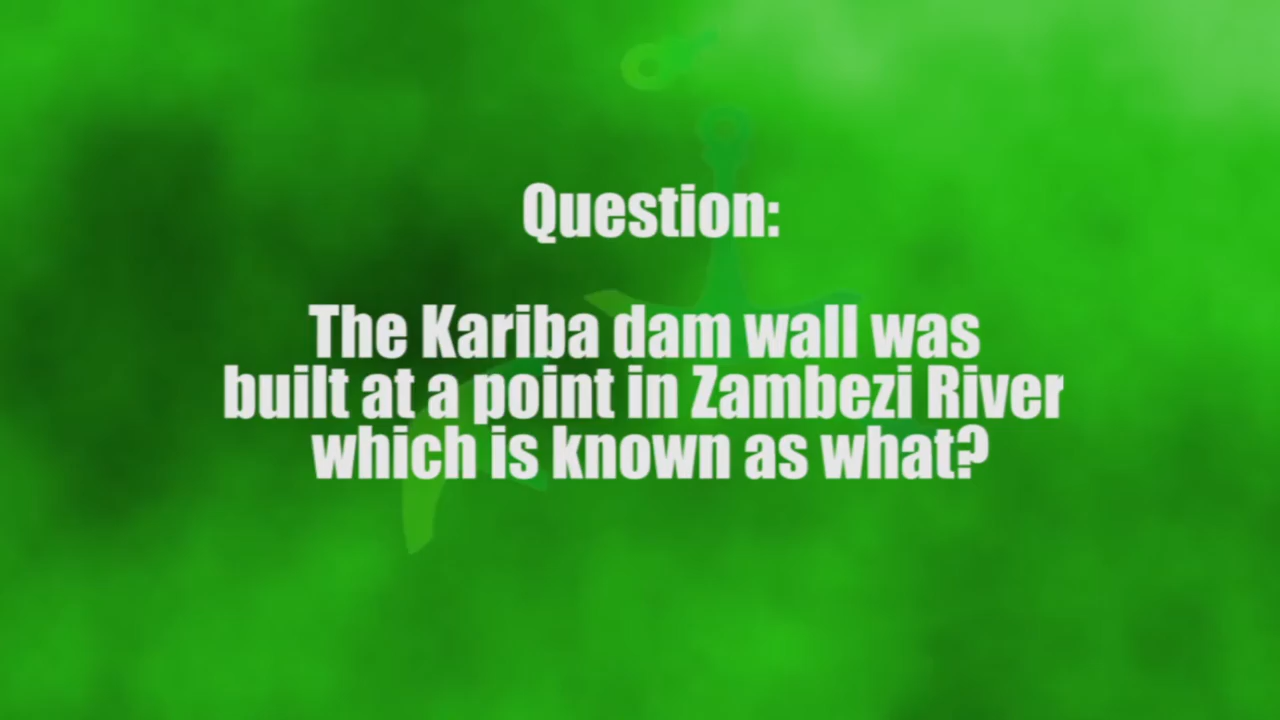 Question:
The Kariba dam wall was
built at a point in Zambezi River
which is known as what?